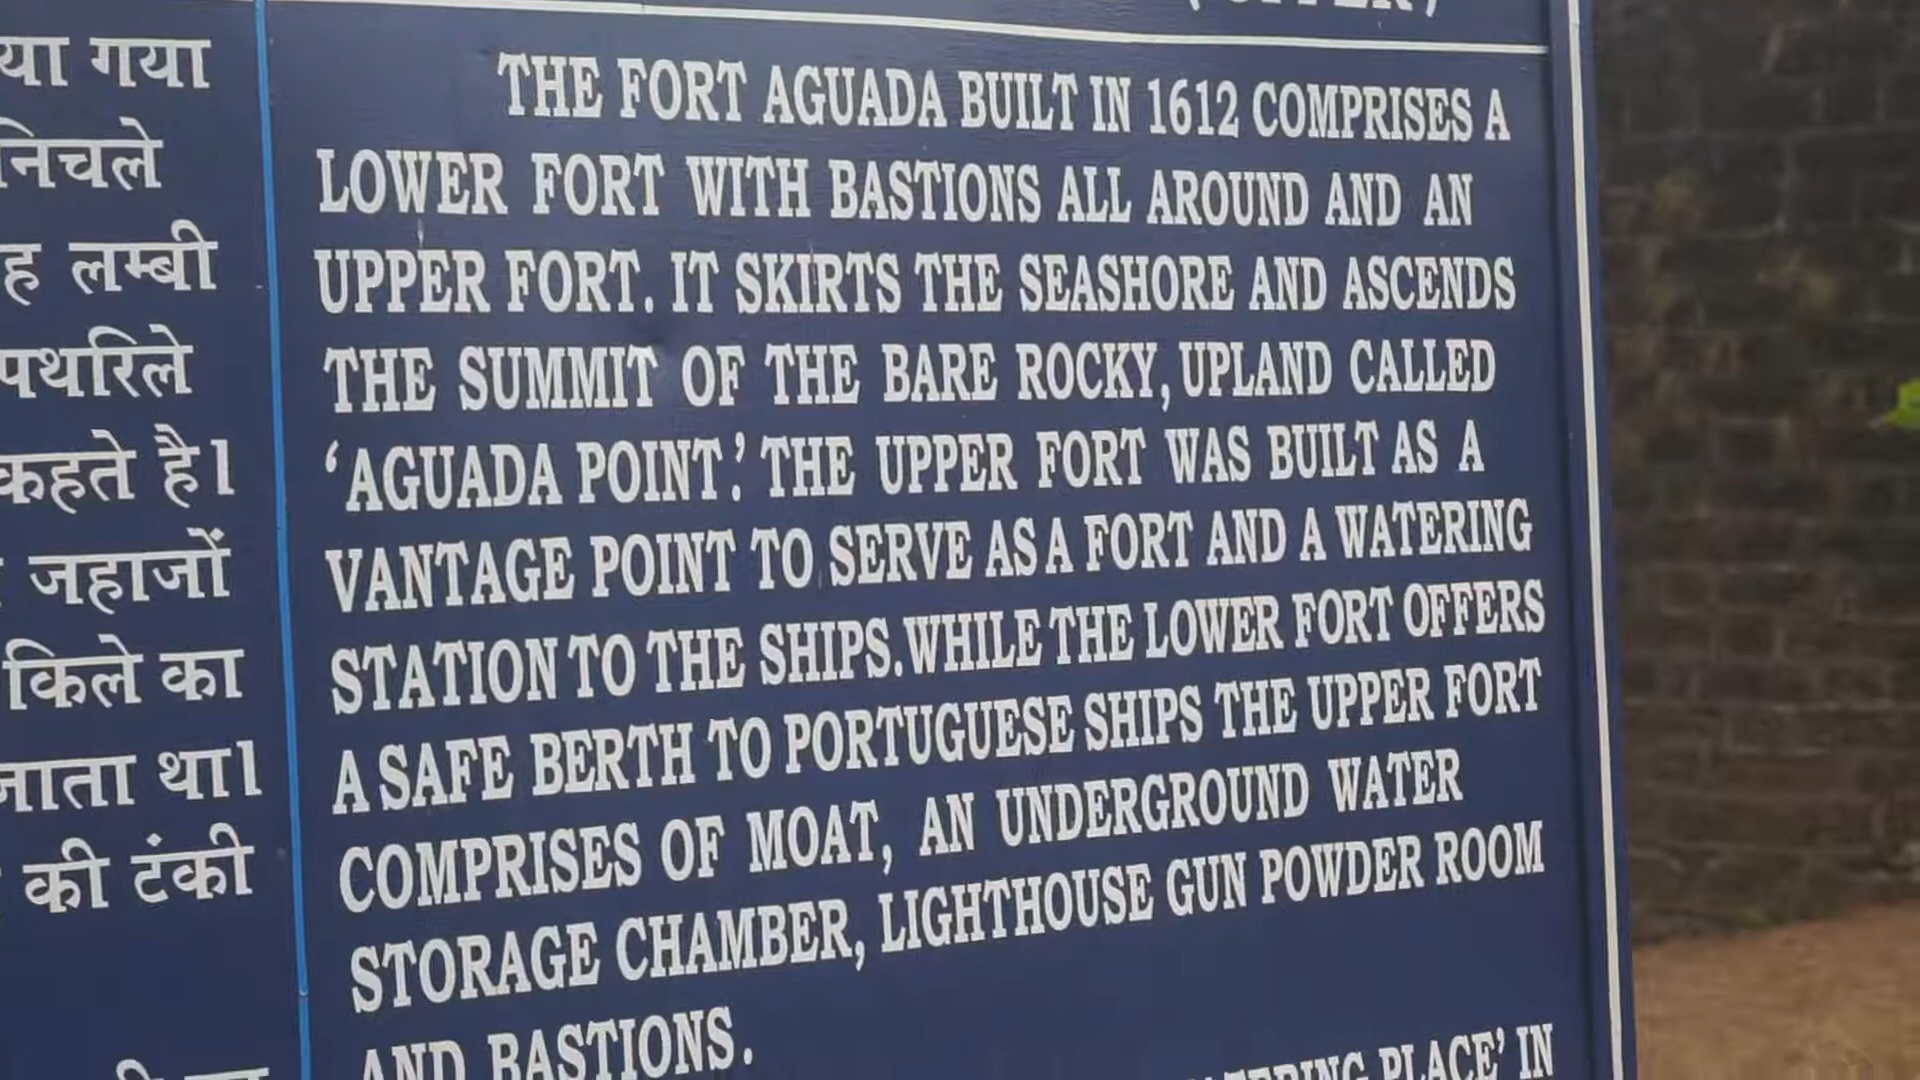 या गया
निचले
ह लम्बी
पथरिले
कहते है।
जहाजों
किले का
जाता था।
की टंकी
THE FORT AGUADA BUILT IN 1612 COMPRISES A
LOWER FORT WITH BASTIONS ALL AROUND AND AN
UPPER FORT. IT SKIRTS THE SEASHORE AND ASCENDS
THE SUMMIT OF THE BARE ROCKY, UPLAND CALLED
‘AGUADA POINT.’ THE UPPER FORT WAS BUILT AS A
VANTAGE POINT TO SERVE AS A FORT AND A WATERING
STATION TO THE SHIPS. WHILE THE LOWER FORT OFFERS
A SAFE BERTH TO PORTUGUESE SHIPS THE UPPER FORT
COMPRISES OF MOAT, AN UNDERGROUND WATER
STORAGE CHAMBER, LIGHTHOUSE GUN POWDER ROOM
AND BASTIONS.
PLACE’ IN